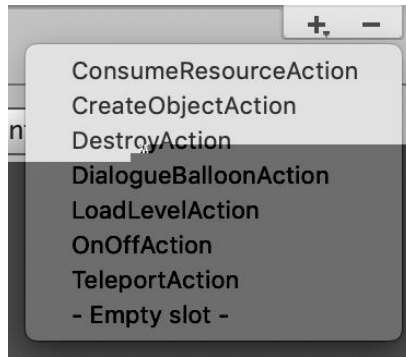 ConsumeResourceAction
CreateObjectAction
DestroyAction
DialogueBalloonAction
LoadLevelAction
OnOffAction
TeleportAction
- Empty slot -